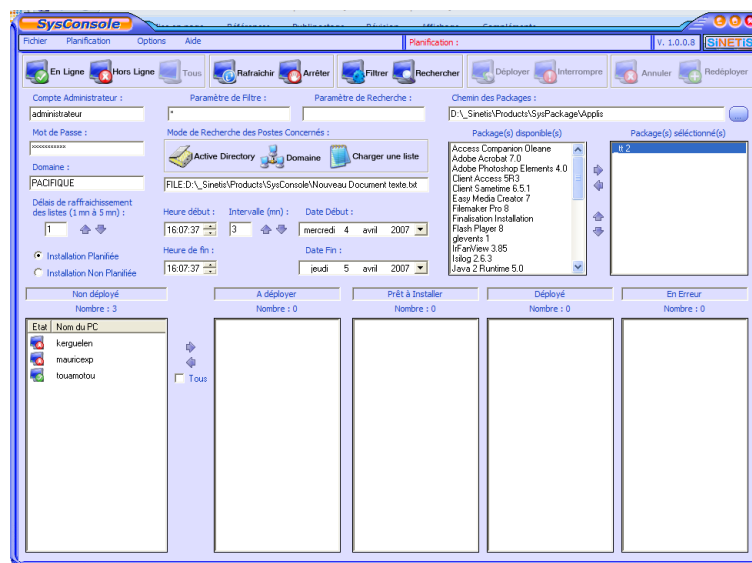 SysConsole
Fichier Planification Options Aide Planification : V. 1.0.0.8 SiNETiS
En Ligne Hors Ligne Tous Rafraichir Arrêter Filtrer Rechercher Déployer Interrompre Annuler Redéployer
Compte Administrateur : Paramètre de Filtre : Paramètre de Recherche : Chemin des Packages :
administrateur * D:\_Sinetis\Products\SysPackage\Applis
Mot de Passe : Mode de Recherche des Postes Concernés : Package(s) disponible(s) Package(s) sélectionné(s)
Active Directory Domaine Charger une liste
Domaine :
PACIFIQUE FILE:D:\_Sinetis\Products\SysConsole\Nouveau Document texte.txt
Access Companion Oleane
Adobe Acrobat 7.0
Adobe Photoshop Elements 4.0
Client Access 5R3
Client Sametime 6.5.1
Easy Media Creator 7
Filemaker Pro 8
Finalisation Installation
Flash Player 8
glevents 1
IrFanView 3.85
Isilog 2.6.3
Java 2 Runtime 5.0
tt 2
Délais de raffraichissement
des listes (1 mn à 5 mn) :
1
Heure début : Intervalle (mn) : Date Début :
16:07:37 3 mercredi 4 avril 2007
Heure de fin : Date Fin :
16:07:37 jeudi 5 avril 2007
Installation Planifiée
Installation Non Planifiée
Non déployé A déployer Prêt à Installer Déployé En Erreur
Nombre : 3 Nombre : 0 Nombre : 0 Nombre : 0 Nombre : 0
Etat Nom du PC
kerguelen
mauricexp
touamotou
Tous